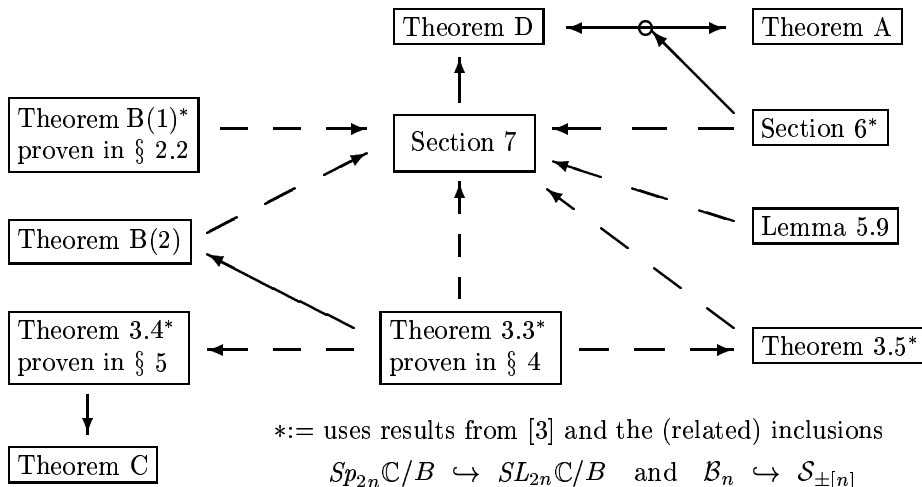 Theorem D
Theorem A
Theorem B(1)*
proven in § 2.2
Section 7
Section 6*
Theorem B(2)
Lemma 5.9
Theorem 3.4*
proven in § 5
Theorem 3.3*
proven in § 4
Theorem 3.5*
*:= uses results from [3] and the (related) inclusions
Theorem C
Sp₂ₙℂ/B ↪ SL₂ₙℂ/B and ℬₙ ↪ 𝒮±[n]